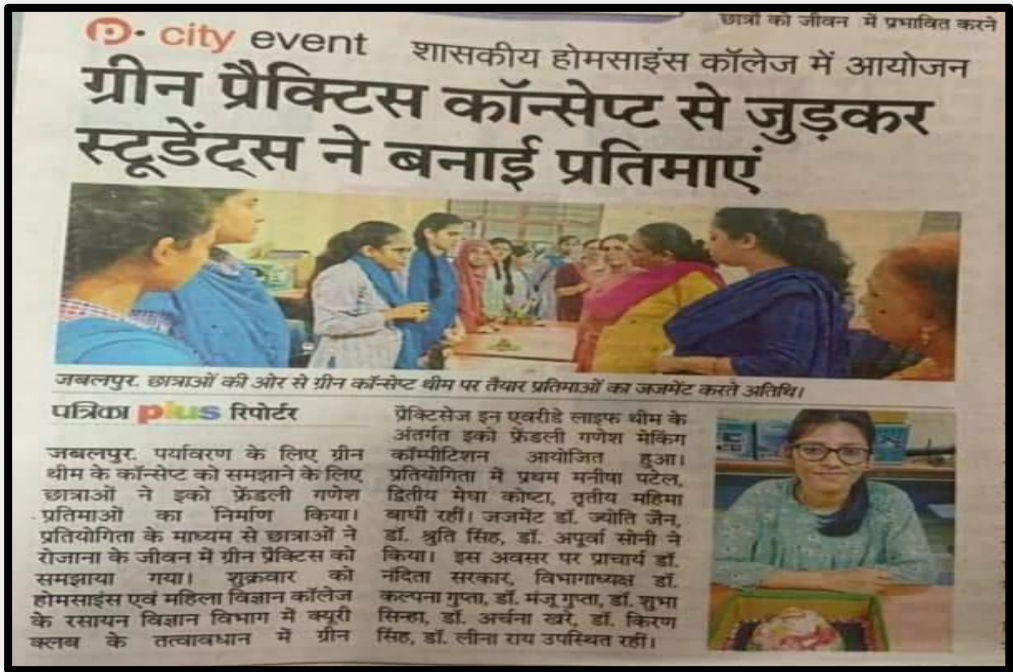 छात्रों को जीवन में प्रभावित करने
city event
शासकीय होमसाइंस कॉलेज में आयोजन
ग्रीन प्रैक्टिस कॉन्सेप्ट से जुड़कर
स्टूडेंट्स ने बनाई प्रतिमाएं
जबलपुर. छात्राओं की ओर से ग्रीन कॉन्सेप्ट थीम पर तैयार प्रतिमाओं का जजमेंट करते अतिथि।
पत्रिका plus रिपोर्टर
जबलपुर. पर्यावरण के लिए ग्रीन
थीम के कॉन्सेप्ट को समझाने के लिए
छात्राओं ने इको फ्रेंडली गणेश
प्रतिमाओं का निर्माण किया।
प्रतियोगिता के माध्यम से छात्राओं ने
रोजाना के जीवन में ग्रीन प्रैक्टिस को
समझाया गया। शुक्रवार को
होमसाइंस एवं महिला विज्ञान कॉलेज
के रसायन विज्ञान विभाग में क्यूरी
क्लब के तत्वावधान में ग्रीन
प्रैक्टिसेज इन एवरीडे लाइफ थीम के
अंतर्गत इको फ्रेंडली गणेश मेकिंग
कॉम्पीटिशन आयोजित हुआ।
प्रतियोगिता में प्रथम मनीषा पटेल,
द्वितीय मेघा कोष्टा, तृतीय महिमा
बाधी रहीं। जजमेंट डॉ. ज्योति जैन,
डॉ. श्रुति सिंह, डॉ. अपूर्वा सोनी ने
किया। इस अवसर पर प्राचार्य डॉ.
नंदिता सरकार, विभागाध्यक्ष डॉ.
कल्पना गुप्ता, डॉ. मंजू गुप्ता, डॉ. शुभा
सिन्हा, डॉ. अर्चना खरे, डॉ. किरण
सिंह, डॉ. लीना राय उपस्थित रहीं।